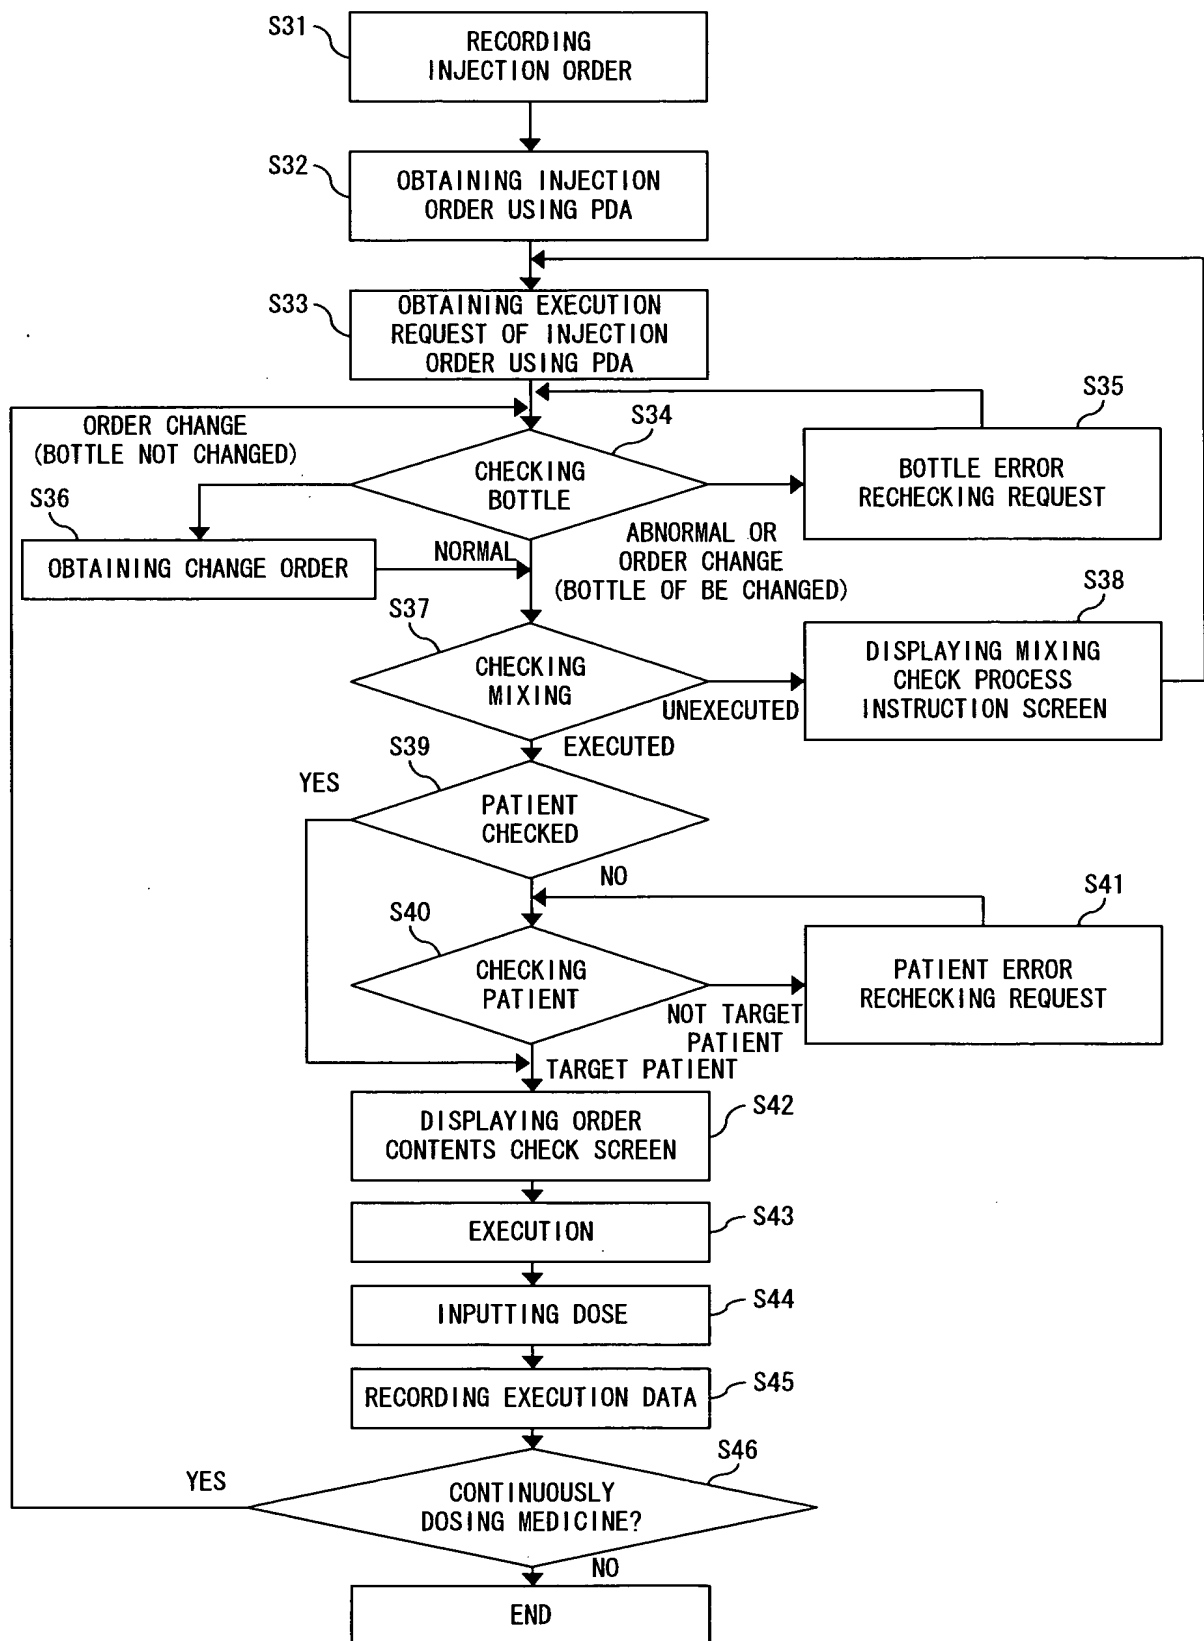 S31
RECORDING
INJECTION ORDER
S32
OBTAINING INJECTION
ORDER USING PDA
S33
OBTAINING EXECUTION
REQUEST OF INJECTION
ORDER USING PDA
S34
CHECKING
BOTTLE
S35
BOTTLE ERROR
RECHECKING REQUEST
ORDER CHANGE
(BOTTLE NOT CHANGED)
S36
OBTAINING CHANGE ORDER
NORMAL
ABNORMAL OR
ORDER CHANGE
(BOTTLE OF BE CHANGED)
S37
CHECKING
MIXING
UNEXECUTED
S38
DISPLAYING MIXING
CHECK PROCESS
INSTRUCTION SCREEN
EXECUTED
S39
YES
PATIENT
CHECKED
NO
S40
CHECKING
PATIENT
S41
PATIENT ERROR
RECHECKING REQUEST
NOT TARGET
PATIENT
TARGET PATIENT
DISPLAYING ORDER
CONTENTS CHECK SCREEN
S42
EXECUTION
S43
INPUTTING DOSE
S44
RECORDING EXECUTION DATA
S45
S46
YES
CONTINUOUSLY
DOSING MEDICINE?
NO
END